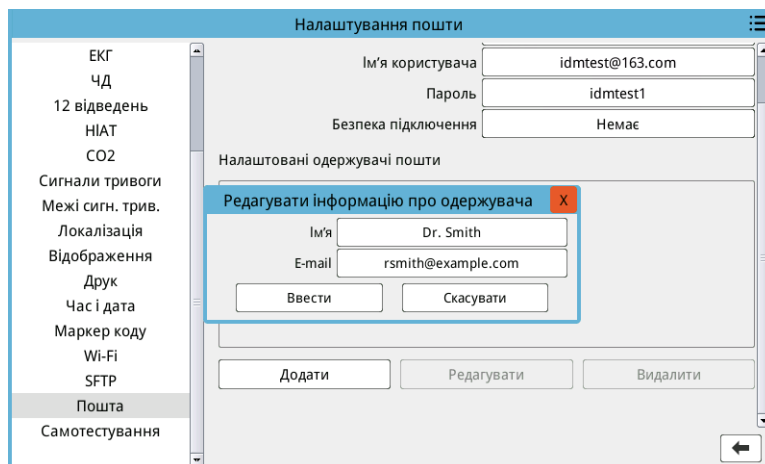 Налаштування пошти
ЕКГ
ЧД
12 відведень
НІАТ
CO2
Сигнали тривоги
Межі сигн. трив.
Локалізація
Відображення
Друк
Час і дата
Маркер коду
Wi-Fi
SFTP
Пошта
Самотестування
Ім’я користувача idmtest@163.com
Пароль idmtest1
Безпека підключення Немає
Налаштовані одержувачі пошти
Редагувати інформацію про одержувача X
Ім’я Dr. Smith
E-mail rsmith@example.com
Ввести Скасувати
Додати Редагувати Видалити